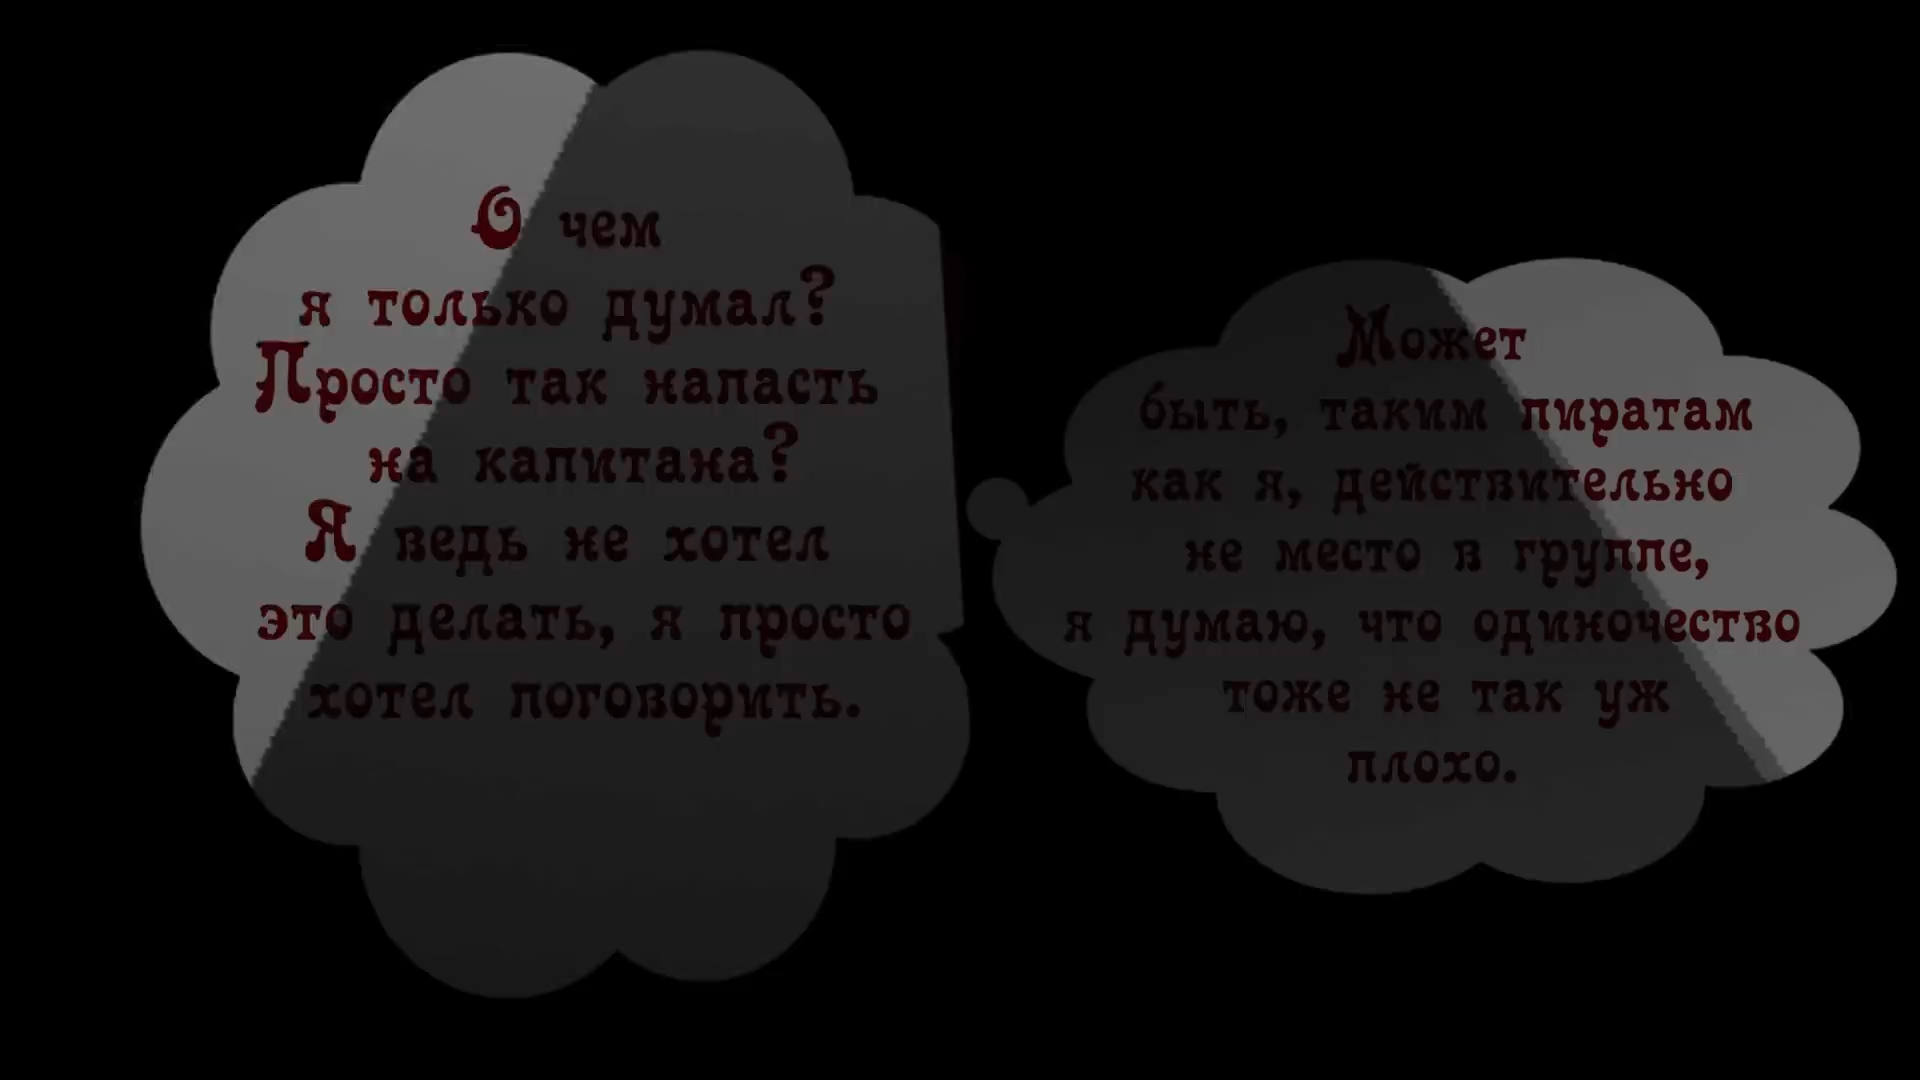 О чем
я только думал?
Просто так напасть
на капитана?
Я ведь не хотел
это делать, я просто
хотел поговорить.
Может
быть, таким пиратам
как я, действительно
не место в группе,
я думаю, что одиночество
тоже не так уж
плохо.